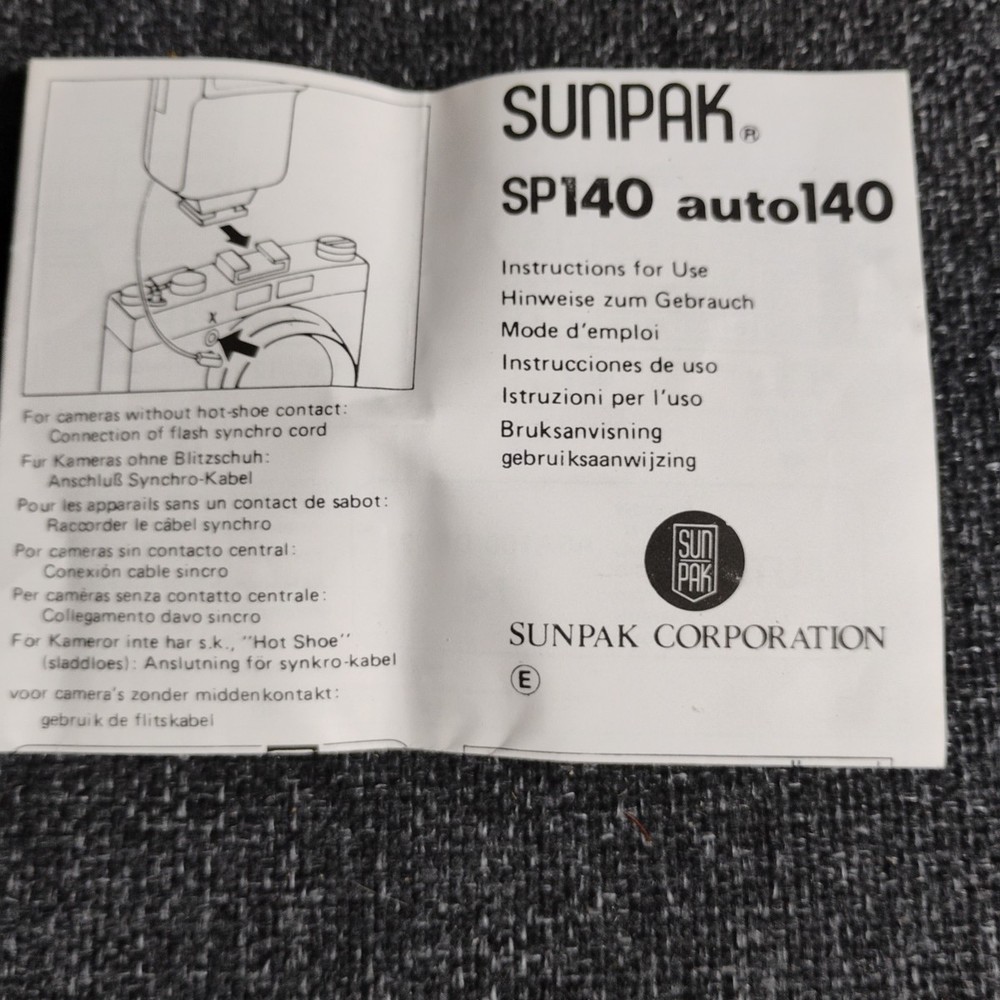 X
For cameras without hot-shoe contact:
Connection of flash synchro cord
Fur Kameras ohne Blitzschuh:
Anschluß Synchro-Kabel
Pour les apparails sans un contact de sabot:
Raccorder le câbel synchro
Por cameras sin contacto central:
Conexión cable sincro
Per caméras senza contatto centrale:
Collegamento davo sincro
For Kameror inte har s.k., "Hot Shoe"
(sladdloes): Anslutning för synkro-kabel
voor camera's zonder middenkontakt:
gebruik de flitskabel
SUNPAK®
SP140 auto140
Instructions for Use
Hinweise zum Gebrauch
Mode d'emploi
Instrucciones de uso
Istruzioni per l'uso
Bruksanvisning
gebruiksaanwijzing
SUN
PAK
SUNPAK CORPORATION
E